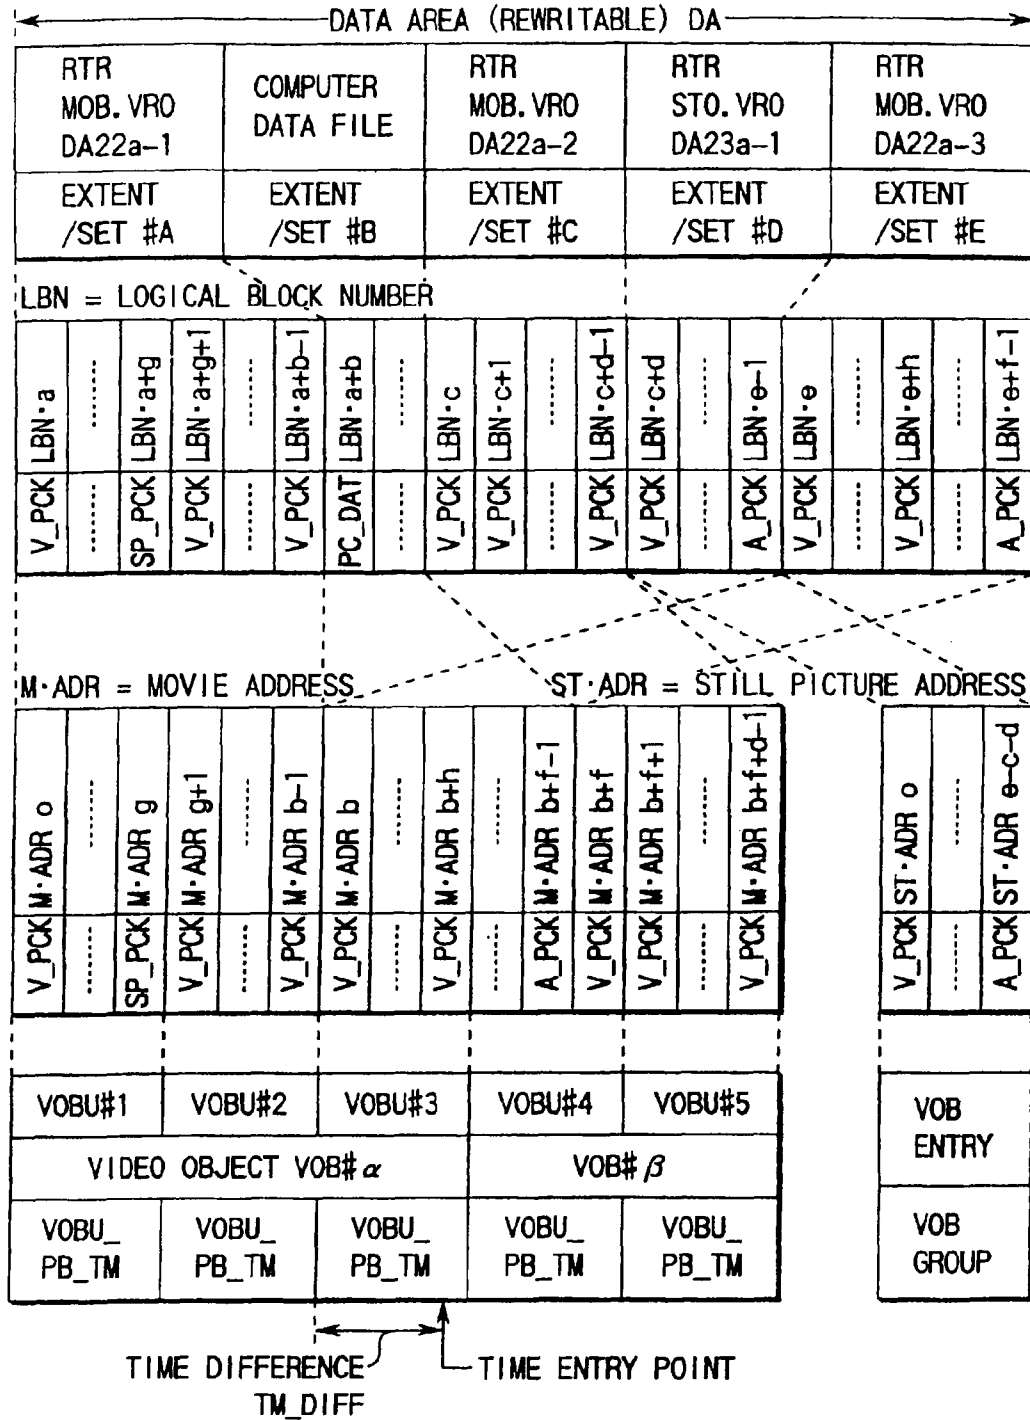 DATA AREA (REWRITABLE) DA
RTR
MOB.VRO
DA22a-1
COMPUTER
DATA FILE
RTR
MOB.VRO
DA22a-2
RTR
STO.VRO
DA23a-1
RTR
MOB.VRO
DA22a-3
EXTENT
/SET #A
EXTENT
/SET #B
EXTENT
/SET #C
EXTENT
/SET #D
EXTENT
/SET #E
LBN = LOGICAL BLOCK NUMBER
LBN·a
LBN·a+g
LBN·a+g+1
LBN·a+b-1
LBN·a+b
LBN·c
LBN·c+1
LBN·c+d-1
LBN·c+d
LBN·e-1
LBN·e
LBN·e+h
LBN·e+f-1
V_PCK
SP_PCK
V_PCK
V_PCK
PC_DAT
V_PCK
V_PCK
V_PCK
V_PCK
A_PCK
V_PCK
V_PCK
A_PCK
M·ADR = MOVIE ADDRESS
ST·ADR = STILL PICTURE ADDRESS
M·ADR o
M·ADR g
M·ADR g+1
M·ADR b-1
M·ADR b
M·ADR b+h
M·ADR b+f-1
M·ADR b+f
M·ADR b+f+1
M·ADR b+f+d-1
ST·ADR o
ST·ADR e-c-d
V_PCK
SP_PCK
V_PCK
V_PCK
V_PCK
V_PCK
A_PCK
V_PCK
V_PCK
V_PCK
V_PCK
A_PCK
VOBU#1
VOBU#2
VOBU#3
VOBU#4
VOBU#5
VOB
ENTRY
VIDEO OBJECT VOB#α
VOB#β
VOBU_
PB_TM
VOBU_
PB_TM
VOBU_
PB_TM
VOBU_
PB_TM
VOBU_
PB_TM
VOB
GROUP
TIME DIFFERENCE
TM_DIFF
TIME ENTRY POINT